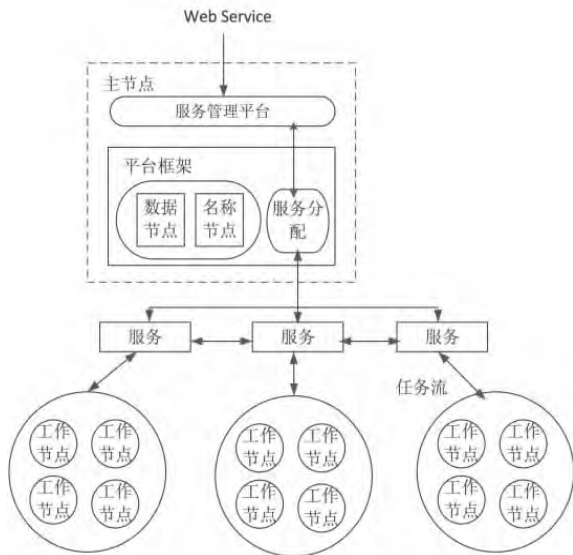 Web Service
主节点
服务管理平台
平台框架
数据
节点
名称
节点
服务分
配
服务
服务
服务
任务流
工作
节点
工作
节点
工作
节点
工作
节点
工作
节点
工作
节点
工作
节点
工作
节点
工作
节点
工作
节点
工作
节点
工作
节点